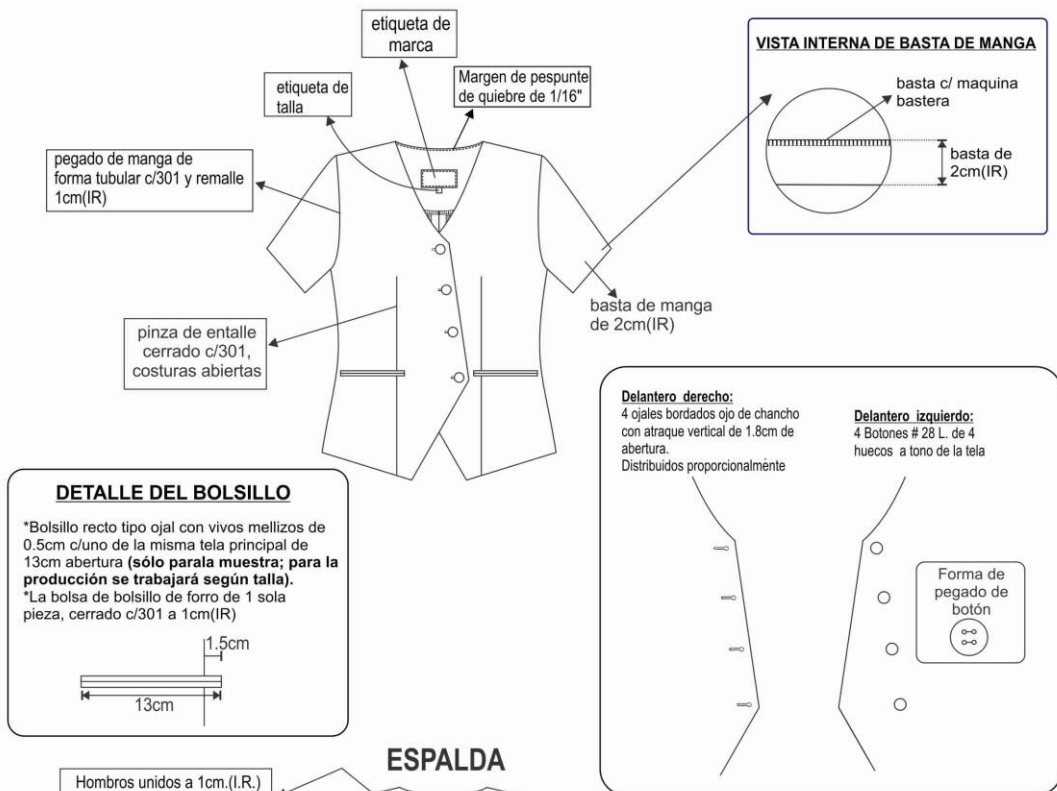 etiqueta de
marca
etiqueta de
talla
Margen de pespunte
de quiebre de 1/16"
pegado de manga de
forma tubular c/301 y remalle
1cm(IR)
pinza de entalle
cerrado c/301,
costuras abiertas
basta de manga
de 2cm(IR)
VISTA INTERNA DE BASTA DE MANGA
basta c/ maquina
bastera
basta de
2cm(IR)
DETALLE DEL BOLSILLO
*Bolsillo recto tipo ojal con vivos mellizos de
0.5cm c/uno de la misma tela principal de
13cm abertura (sólo parala muestra; para la
producción se trabajará según talla).
*La bolsa de bolsillo de forro de 1 sola
pieza, cerrado c/301 a 1cm(IR)
1.5cm
13cm
Delantero derecho:
4 ojales bordados ojo de chancho
con atraque vertical de 1.8cm de
abertura.
Distribuidos proporcionalmente
Delantero izquierdo:
4 Botones # 28 L. de 4
huecos a tono de la tela
Forma de
pegado de
botón
ESPALDA
Hombros unidos a 1cm.(I.R.)